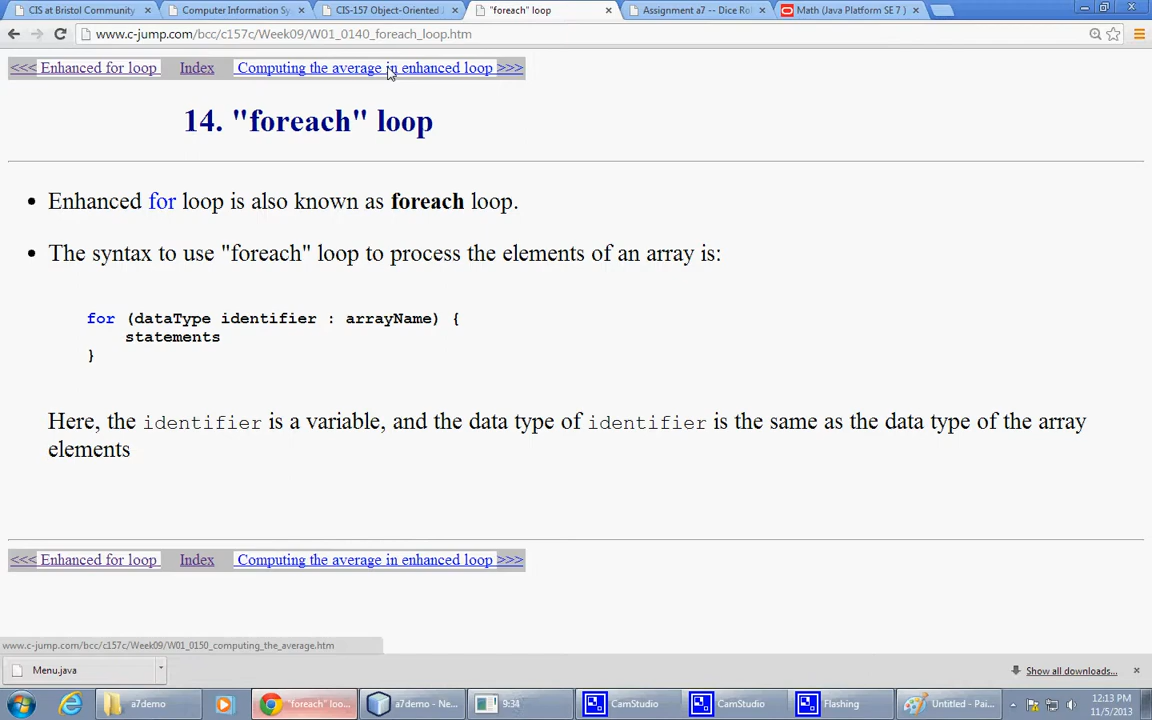 CIS at Bristol Community
Computer Information Sy
CIS-157 Object-Oriented J
"foreach" loop
Assignment a7 -- Dice Rol
Math (Java Platform SE 7 )
www.c-jump.com/bcc/c157c/Week09/W01_0140_foreach_loop.htm
<<< Enhanced for loop Index Computing the average in enhanced loop >>>
14. "foreach" loop
• Enhanced for loop is also known as foreach loop.
• The syntax to use "foreach" loop to process the elements of an array is:
for (dataType identifier : arrayName) {
statements
}
Here, the identifier is a variable, and the data type of identifier is the same as the data type of the array
elements
<<< Enhanced for loop Index Computing the average in enhanced loop >>>
www.c-jump.com/bcc/c157c/Week09/W01_0150_computing_the_average.htm
Menu.java
Show all downloads...
a7demo
"foreach" loo...
a7demo - Ne...
9:34
CamStudio
CamStudio
Flashing
Untitled - Pai...
12:13 PM
11/5/2013